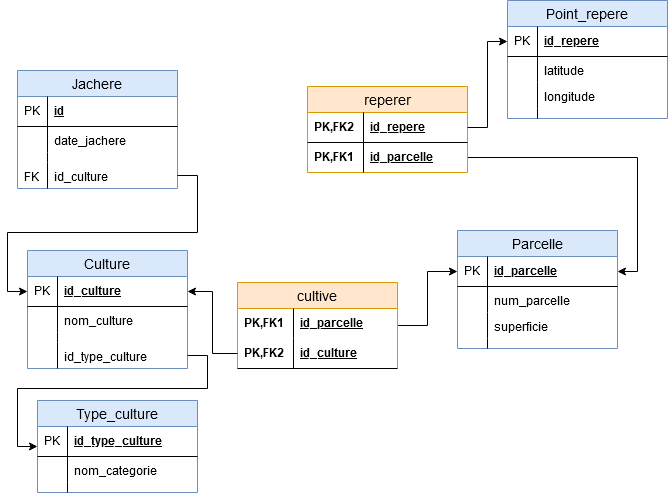 Point_repere
PK id_repere
latitude
longitude
Jachere
PK id
date_jachere
FK id_culture
reperer
PK,FK2 id_repere
PK,FK1 id_parcelle
Parcelle
PK id_parcelle
num_parcelle
superficie
Culture
PK id_culture
nom_culture
id_type_culture
cultive
PK,FK1 id_parcelle
PK,FK2 id_culture
Type_culture
PK id_type_culture
nom_categorie